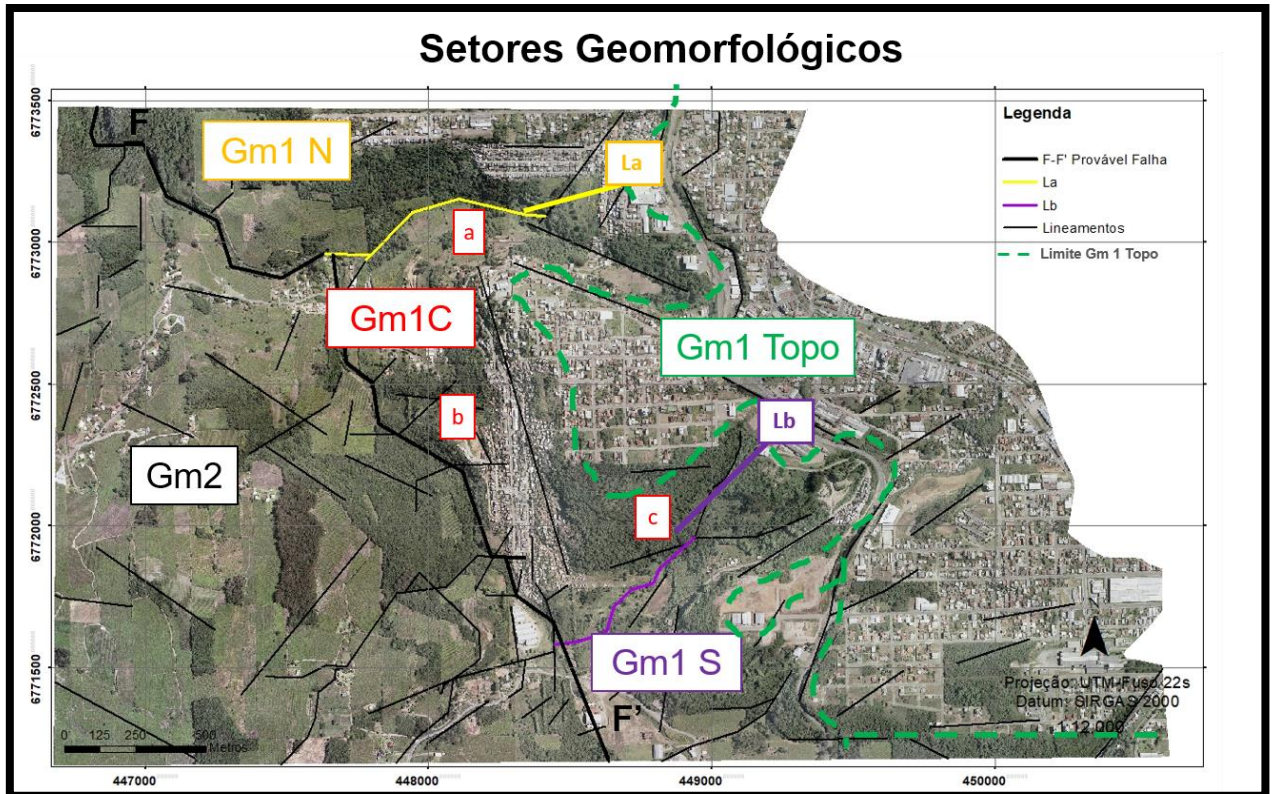 Setores Geomorfológicos
6773500
6773000
6772500
6772000
6771500
F
Gm1 N
La
a
Gm1C
Gm1 Topo
b
Lb
Gm2
c
Gm1 S
F'
Legenda
F-F' Provável Falha
La
Lb
Lineamentos
Limite Gm 1 Topo
Projeção: UTM-Fuso 22s
Datum: SIRGAS 2000
1:12.000
0 125 250 500
Metros
447000
448000
449000
450000